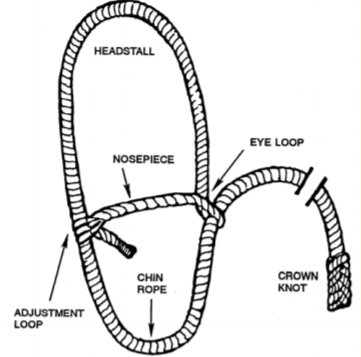 HEADSTALL
EYE LOOP
NOSEPIECE
CHIN
ROPE
CROWN
KNOT
ADJUSTMENT
LOOP